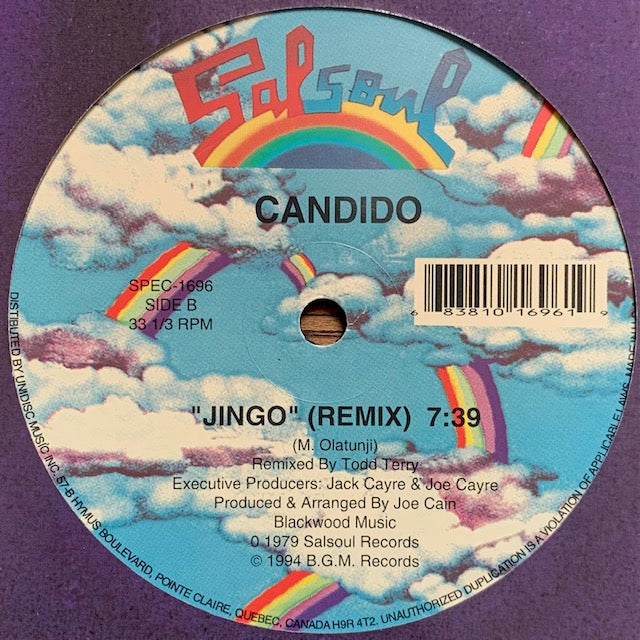 Salsoul
CANDIDO
SPEC-1696
SIDE B
33 1/3 RPM
6 83810 16961 9
"JINGO" (REMIX) 7:39
(M. Olatunji)
Remixed By Todd Terry
Executive Producers: Jack Cayre & Joe Cayre
Produced & Arranged By Joe Cain
Blackwood Music
0 1979 Salsoul Records
© 1994 B.G.M. Records
DISTRIBUTED BY UNIDISC MUSIC INC. 57-B HYMUS BOULEVARD, POINTE CLAIRE, QUEBEC, CANADA H9R 4T2. UNAUTHORIZED DUPLICATION IS A VIOLATION OF APPLICABLE LAWS. MADE IN